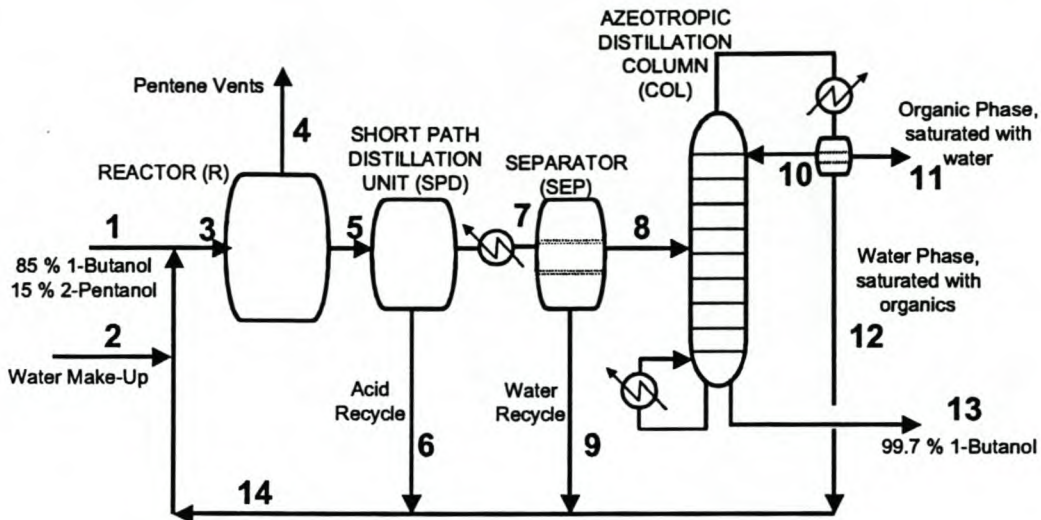 AZEOTROPIC
DISTILLATION
COLUMN
(COL)
Pentene Vents
4
SHORT PATH
DISTILLATION
UNIT (SPD)
SEPARATOR
(SEP)
Organic Phase,
saturated with
water
REACTOR (R)
10
11
1
3
5
7
8
85 % 1-Butanol
15 % 2-Pentanol
Water Phase,
saturated with
organics
2
Water Make-Up
12
Acid
Recycle
6
Water
Recycle
9
13
99.7 % 1-Butanol
14